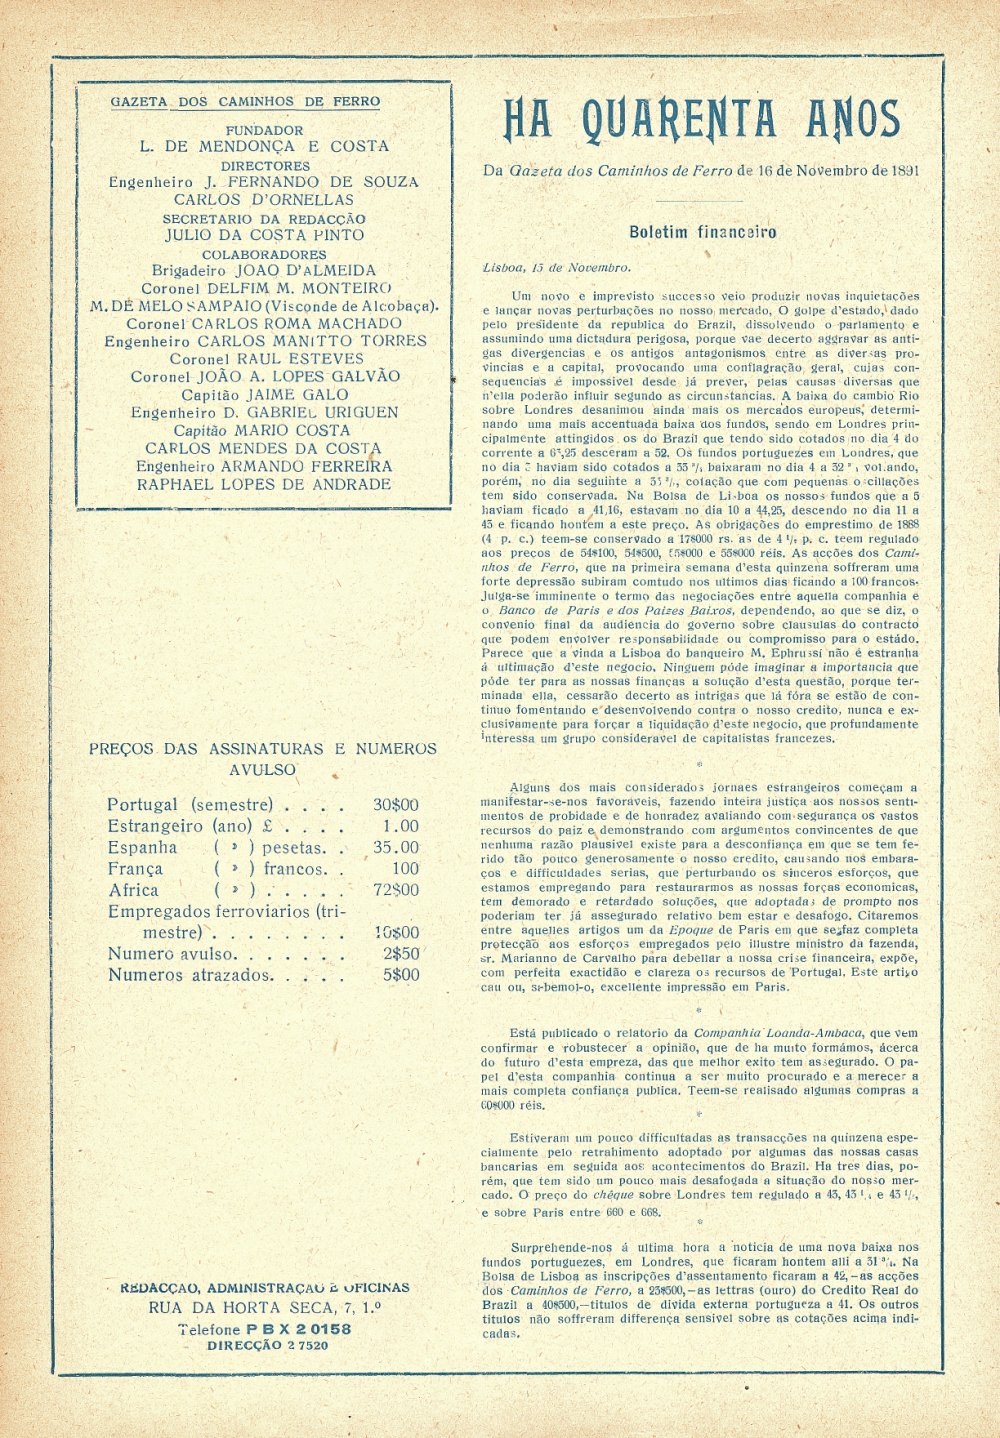 GAZETA DOS CAMINHOS DE FERRO
FUNDADOR
L. DE MENDONÇA E COSTA
DIRECTORES
Engenheiro J. FERNANDO DE SOUZA
CARLOS D'ORNELLAS
SECRETARIO DA REDACÇÃO
JULIO DA COSTA PINTO
COLABORADORES
Brigadeiro JOAO D'ALMEIDA
Coronel DELFIM M. MONTEIRO
M. DE MELO SAMPAIO (Visconde de Alcobaça).
Coronel CARLOS ROMA MACHADO
Engenheiro CARLOS MANITTO TORRES
Coronel RAUL ESTEVES
Coronel JOÃO A. LOPES GALVÃO
Capitão JAIME GALO
Engenheiro D. GABRIEL URIGUEN
Capitão MARIO COSTA
CARLOS MENDES DA COSTA
Engenheiro ARMANDO FERREIRA
RAPHAEL LOPES DE ANDRADE
PREÇOS DAS ASSINATURAS E NUMEROS
AVULSO
Portugal (semestre) . . . . 30$00
Estrangeiro (ano) £ . . . . 1.00
Espanha ( » ) pesetas. . 35.00
França ( » ) francos. . 100
Africa ( » ) . . . . . 72$00
Empregados ferroviarios (tri-
mestre) . . . . . . . . 10$00
Numero avulso. . . . . . . 2$50
Numeros atrazados. . . . . 5$00
REDACÇÃO, ADMINISTRAÇÃO E OFICINAS
RUA DA HORTA SECA, 7, 1.º
Telefone P B X 2 0158
DIRECÇÃO 2 7520
HA QUARENTA ANOS
Da Gazeta dos Caminhos de Ferro de 16 de Novembro de 1891
Boletim financeiro
Lisboa, 15 de Novembro.
Um novo e imprevisto successo veio produzir novas inquietações
e lançar novas perturbações no nosso mercado. O golpe d'estado, dado
pelo presidente da republica do Brazil, dissolvendo o parlamento e
assumindo uma dictadura perigosa, porque vae decerto aggravar as anti-
gas divergencias e os antigos antagonismos entre as diversas pro-
vincias e a capital, provocando uma conflagração geral, cujas con-
sequencias é impossivel desde já prever, pelas causas diversas que
n'ella poderão influir segundo as circunstancias. A baixa do cambio Rio
sobre Londres desanimou ainda mais os mercados europeus, determi-
nando uma mais accentuada baixa dos fundos, sendo em Londres prin-
cipalmente attingidos os do Brazil que tendo sido cotados no dia 4 do
corrente a ,25 desceram a 52. Os fundos portuguezes em Londres, que
no dia haviam sido cotados a 33 baixaram no dia 4 a 32 voltando,
porém, no dia seguinte a colação que com pequenas oscillações
tem sido conservada. Na Bolsa de Lisboa os nossos fundos que a 5
haviam ficado a 41,16, estavam no dia 10 a 44,25, descendo no dia 11 a
43 e ficando hontem a este preço. As obrigações do emprestimo de 1888
(4 p. c.) teem-se conservado a 17$000 rs. as de 4 1/2 p. c. teem regulado
aos preços de 54$100, 54$500, 55$000 e 55$000 réis. As acções dos Cami-
nhos de Ferro, que na primeira semana d'esta quinzena soffreram uma
forte depressão subiram comtudo nos ultimos dias ficando a 100 francos.
Julga-se imminente o termo das negociações entre aquella companhia e
o Banco de Paris e dos Paizes Baixos, dependendo, ao que se diz, o
convenio final da audiencia do governo sobre clausulas do contracto
que podem envolver responsabilidade ou compromisso para o estádo.
Parece que a vinda a Lisboa do banqueiro M. Ephrussi não é estranha
á ultimação d'este negocio. Ninguem póde imaginar a importancia que
póde ter para as nossas finanças a solução d'esta questão, porque ter-
minada ella, cessarão decerto as intrigas que lá fóra se estão de con-
tinuo fomentando e desenvolvendo contra o nosso credito, nunca e ex-
clusivamente para forçar a liquidação d'este negocio, que profundamente
interessa um grupo consideravel de capitalistas francezes.
*
Alguns dos mais considerados jornaes estrangeiros começam a
manifestar-se-nos favoraveis, fazendo inteira justiça aos nossos senti-
mentos de probidade e de honradez avaliando com segurança os vastos
recursos do paiz e demonstrando com argumentos convincentes de que
nenhuma razão plausivel existe para a desconfiança em que se tem fe-
rido tão pouco generosamente o nosso credito, causando nos embara-
ços e difficuldades serias, que perturbando os sinceros esforços, que
estamos empregando para restaurarmos as nossas forças economicas,
tem demorado e retardado soluções, que adoptadas de prompto nos
poderiam ter já assegurado relativo bem estar e desafogo. Citaremos
entre aquelles artigos um da Epoque de Paris em que se faz completa
protecção aos esforços empregados pelo illustre ministro da fazenda,
sr. Marianno de Carvalho para debellar a nossa crise financeira, expõe,
com perfeita exactidão e clareza os recursos de Portugal. Este artigo
cau ou, sabemol-o, excellente impressão em Paris.
*
Está publicado o relatorio da Companhia Loanda-Ambaca, que vem
confirmar e robustecer a opinião, que de ha muito formámos, ácerca
do futuro d'esta empreza, das que melhor exito tem assegurado. O pa-
pel d'esta companhia continua a ser muito procurado e a merecer a
mais completa confiança publica. Teem-se realisado algumas compras a
60$000 réis.
*
Estiveram um pouco difficultadas as transacções na quinzena espe-
cialmente pelo retrahimento adoptado por algumas das nossas casas
bancarias em seguida aos acontecimentos do Brazil. Ha tres dias, po-
rém, que tem sido um pouco mais desafogada a situação do nosso mer-
cado. O preço do chéque sobre Londres tem regulado a 43, 43 e 43
e sobre Paris entre 660 e 668.
*
Surprehende-nos á ultima hora a noticia de uma nova baixa nos
fundos portuguezes, em Londres, que ficaram hontem alli a 31 Na
Bolsa de Lisboa as inscripções d'assentamento ficaram a 42,—as acções
dos Caminhos de Ferro, a 23$500,—as lettras (ouro) do Credito Real do
Brazil a 40$500,—titulos de divida externa portugueza a 41. Os outros
titulos não soffreram differença sensivel sobre as cotações acima indi-
cadas.